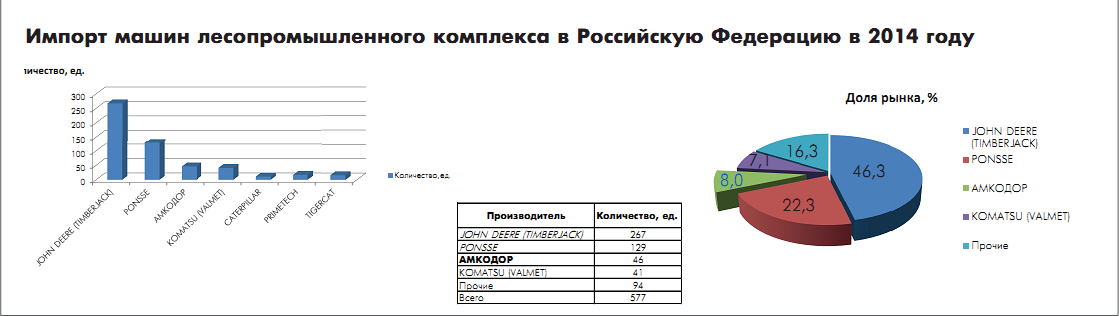 Импорт машин лесопромышленного комплекса в Российскую Федерацию в 2014 году
ичество, ед.
300
250
200
150
100
50
0
JOHN DEERE (TIMBERJACK)
PONSSE
АМКОДОР
KOMATSU (VALMET)
CATERPILLAR
PRIMETECH
TIGERCAT
Количество,ед.
Производитель Количество, ед.
JOHN DEERE (TIMBERJACK) 267
PONSSE 129
АМКОДОР 46
KOMATSU (VALMET) 41
Прочие 94
Всего 577
Доля рынка, %
46,3
22,3
8,0
7,1
16,3
JOHN DEERE
(TIMBERJACK)
PONSSE
АМКОДОР
KOMATSU (VALMET)
Прочие